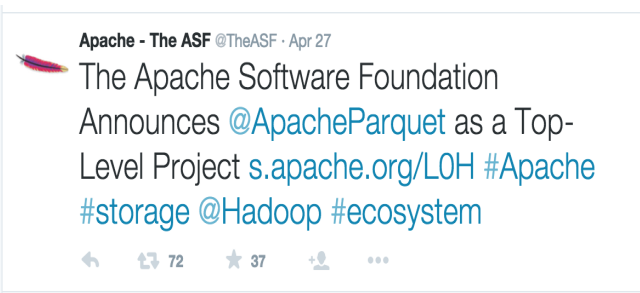 Apache - The ASF @TheASF · Apr 27
The Apache Software Foundation
Announces @ApacheParquet as a Top-
Level Project s.apache.org/L0H #Apache
#storage @Hadoop #ecosystem
72 37